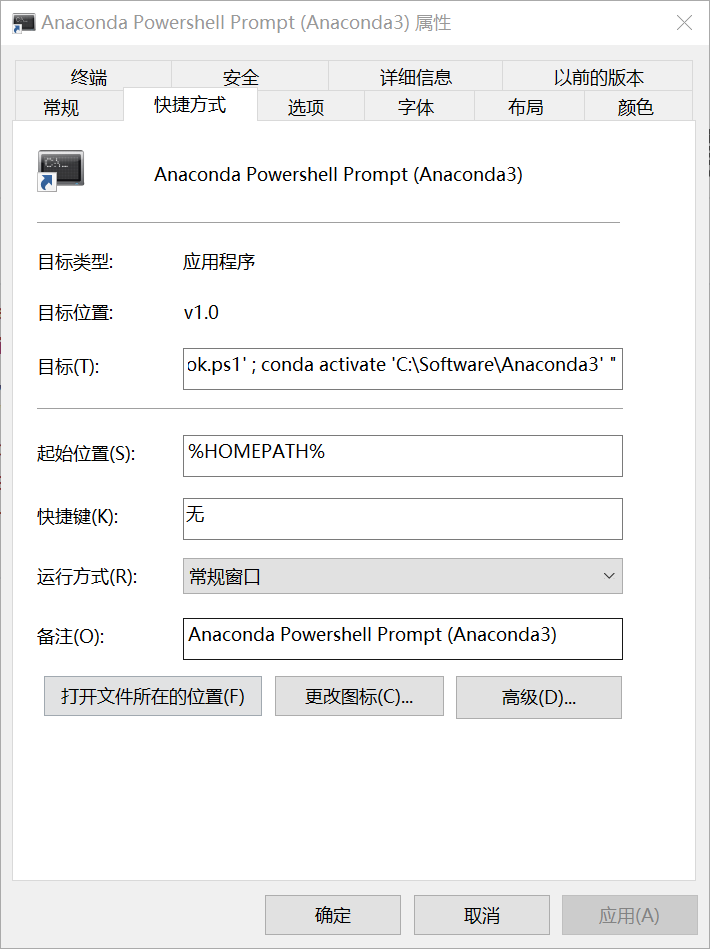 Anaconda Powershell Prompt (Anaconda3) 属性
终端 安全 详细信息 以前的版本
常规 快捷方式 选项 字体 布局 颜色
Anaconda Powershell Prompt (Anaconda3)
目标类型: 应用程序
目标位置: v1.0
目标(T): ok.ps1' ; conda activate 'C:\Software\Anaconda3' "
起始位置(S): %HOMEPATH%
快捷键(K): 无
运行方式(R): 常规窗口
备注(O): Anaconda Powershell Prompt (Anaconda3)
打开文件所在的位置(F) 更改图标(C)... 高级(D)...
确定 取消 应用(A)